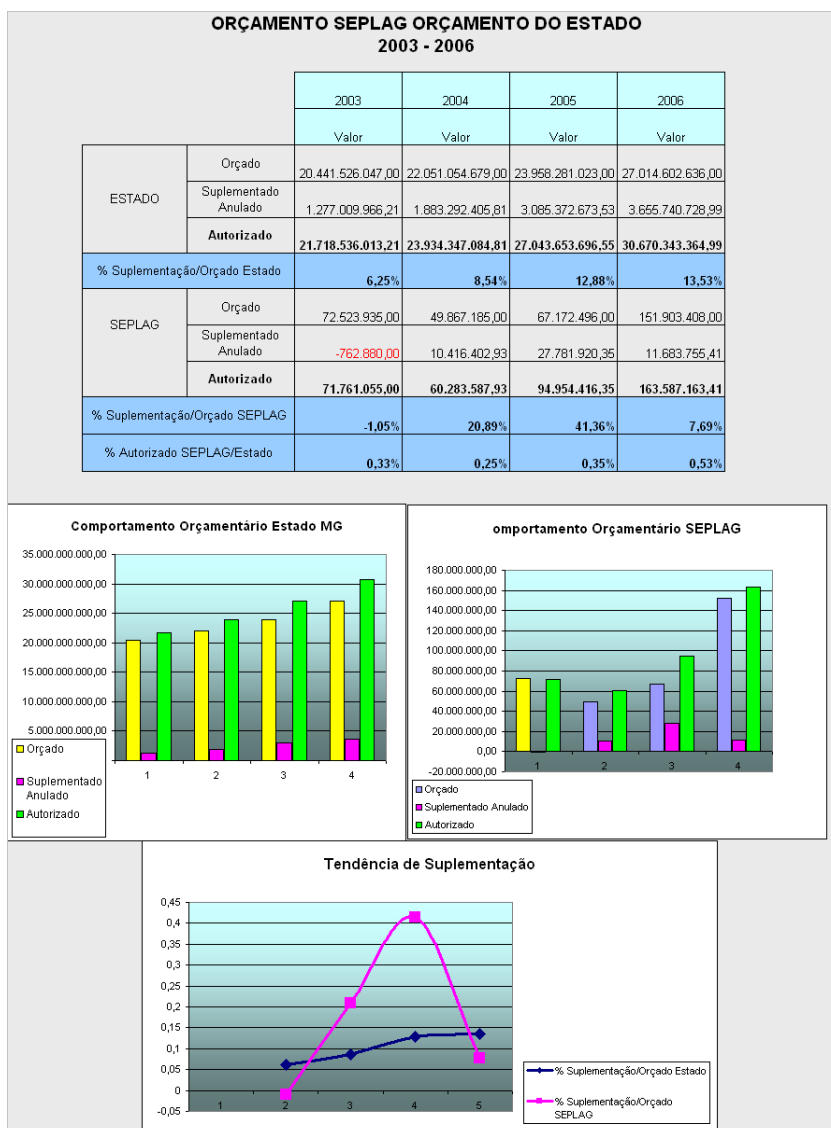 ORÇAMENTO SEPLAG ORÇAMENTO DO ESTADO
2003 - 2006
2003 2004 2005 2006
Valor Valor Valor Valor
ESTADO
Orçado 20.441.526.047,00 22.051.054.679,00 23.958.281.023,00 27.014.602.636,00
Suplementado
Anulado 1.277.009.966,21 1.883.292.405,81 3.085.372.673,53 3.655.740.728,99
Autorizado 21.718.536.013,21 23.934.347.084,81 27.043.653.696,55 30.670.343.364,99
% Suplementação/Orçado Estado 6,25% 8,54% 12,88% 13,53%
SEPLAG
Orçado 72.523.935,00 49.867.185,00 67.172.496,00 151.903.408,00
Suplementado
Anulado -762.880,00 10.416.402,93 27.781.920,35 11.683.755,41
Autorizado 71.761.055,00 60.283.587,93 94.954.416,35 163.587.163,41
% Suplementação/Orçado SEPLAG -1,05% 20,89% 41,36% 7,69%
% Autorizado SEPLAG/Estado 0,33% 0,25% 0,35% 0,53%
Comportamento Orçamentário Estado MG
35.000.000.000,00
30.000.000.000,00
25.000.000.000,00
20.000.000.000,00
15.000.000.000,00
10.000.000.000,00
5.000.000.000,00
1 2 3 4
Orçado
Suplementado
Anulado
Autorizado
omportamento Orçamentário SEPLAG
180.000.000,00
160.000.000,00
140.000.000,00
120.000.000,00
100.000.000,00
80.000.000,00
60.000.000,00
40.000.000,00
20.000.000,00
0,00
-20.000.000,00
1 2 3 4
Orçado
Suplementado Anulado
Autorizado
Tendência de Suplementação
0,45
0,4
0,35
0,3
0,25
0,2
0,15
0,1
0,05
0
-0,05
1 2 3 4 5
% Suplementação/Orçado Estado
% Suplementação/Orçado
SEPLAG